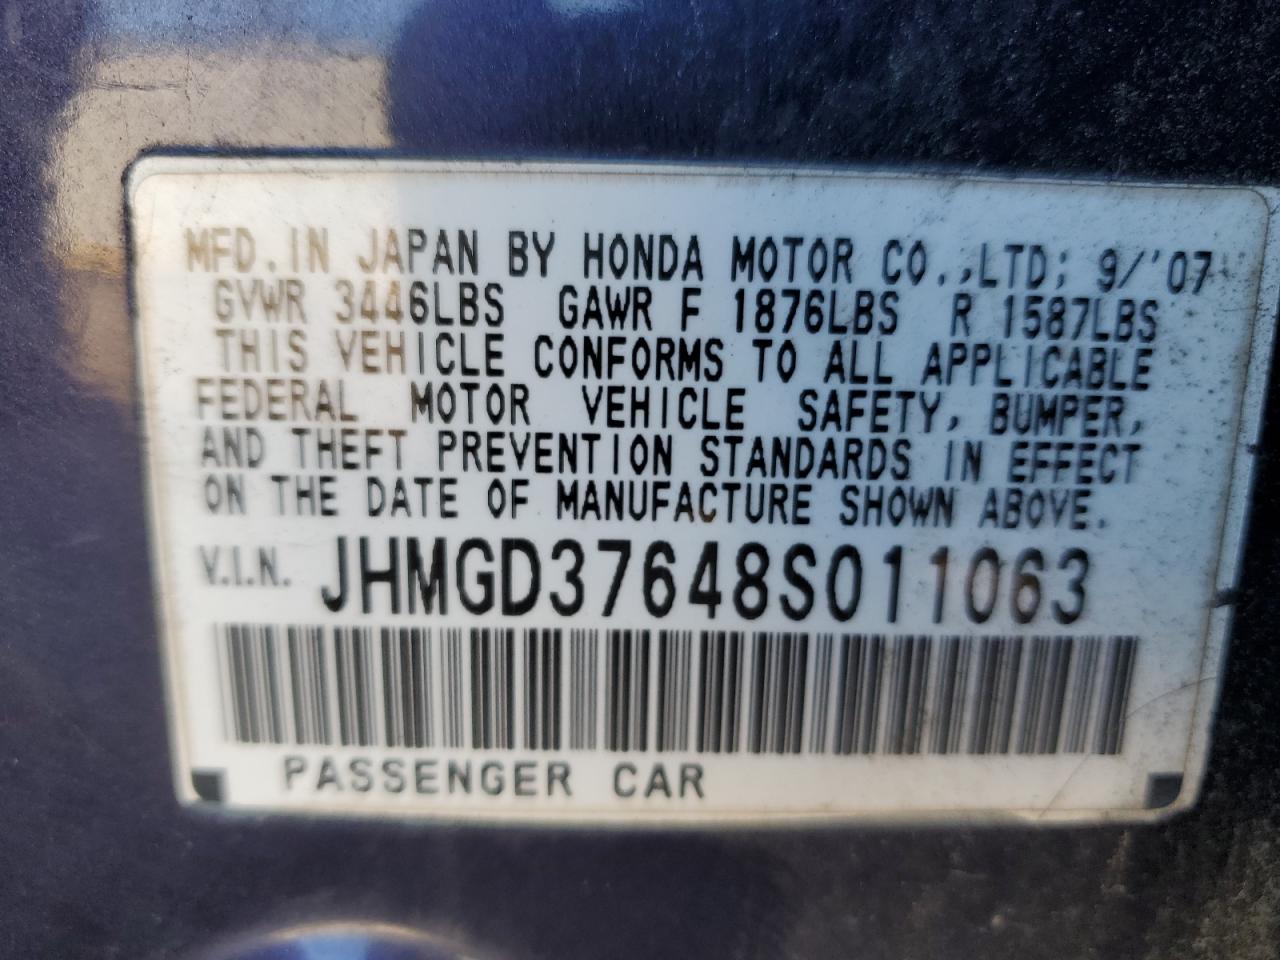 MFD. IN JAPAN BY HONDA MOTOR CO., LTD; 9/'07
GVWR 3446LBS GAWR F 1876LBS R 1587LBS
THIS VEHICLE CONFORMS TO ALL APPLICABLE
FEDERAL MOTOR VEHICLE SAFETY, BUMPER,
AND THEFT PREVENTION STANDARDS IN EFFECT
ON THE DATE OF MANUFACTURE SHOWN ABOVE.
V.I.N. JHMGD37648S011063
PASSENGER CAR